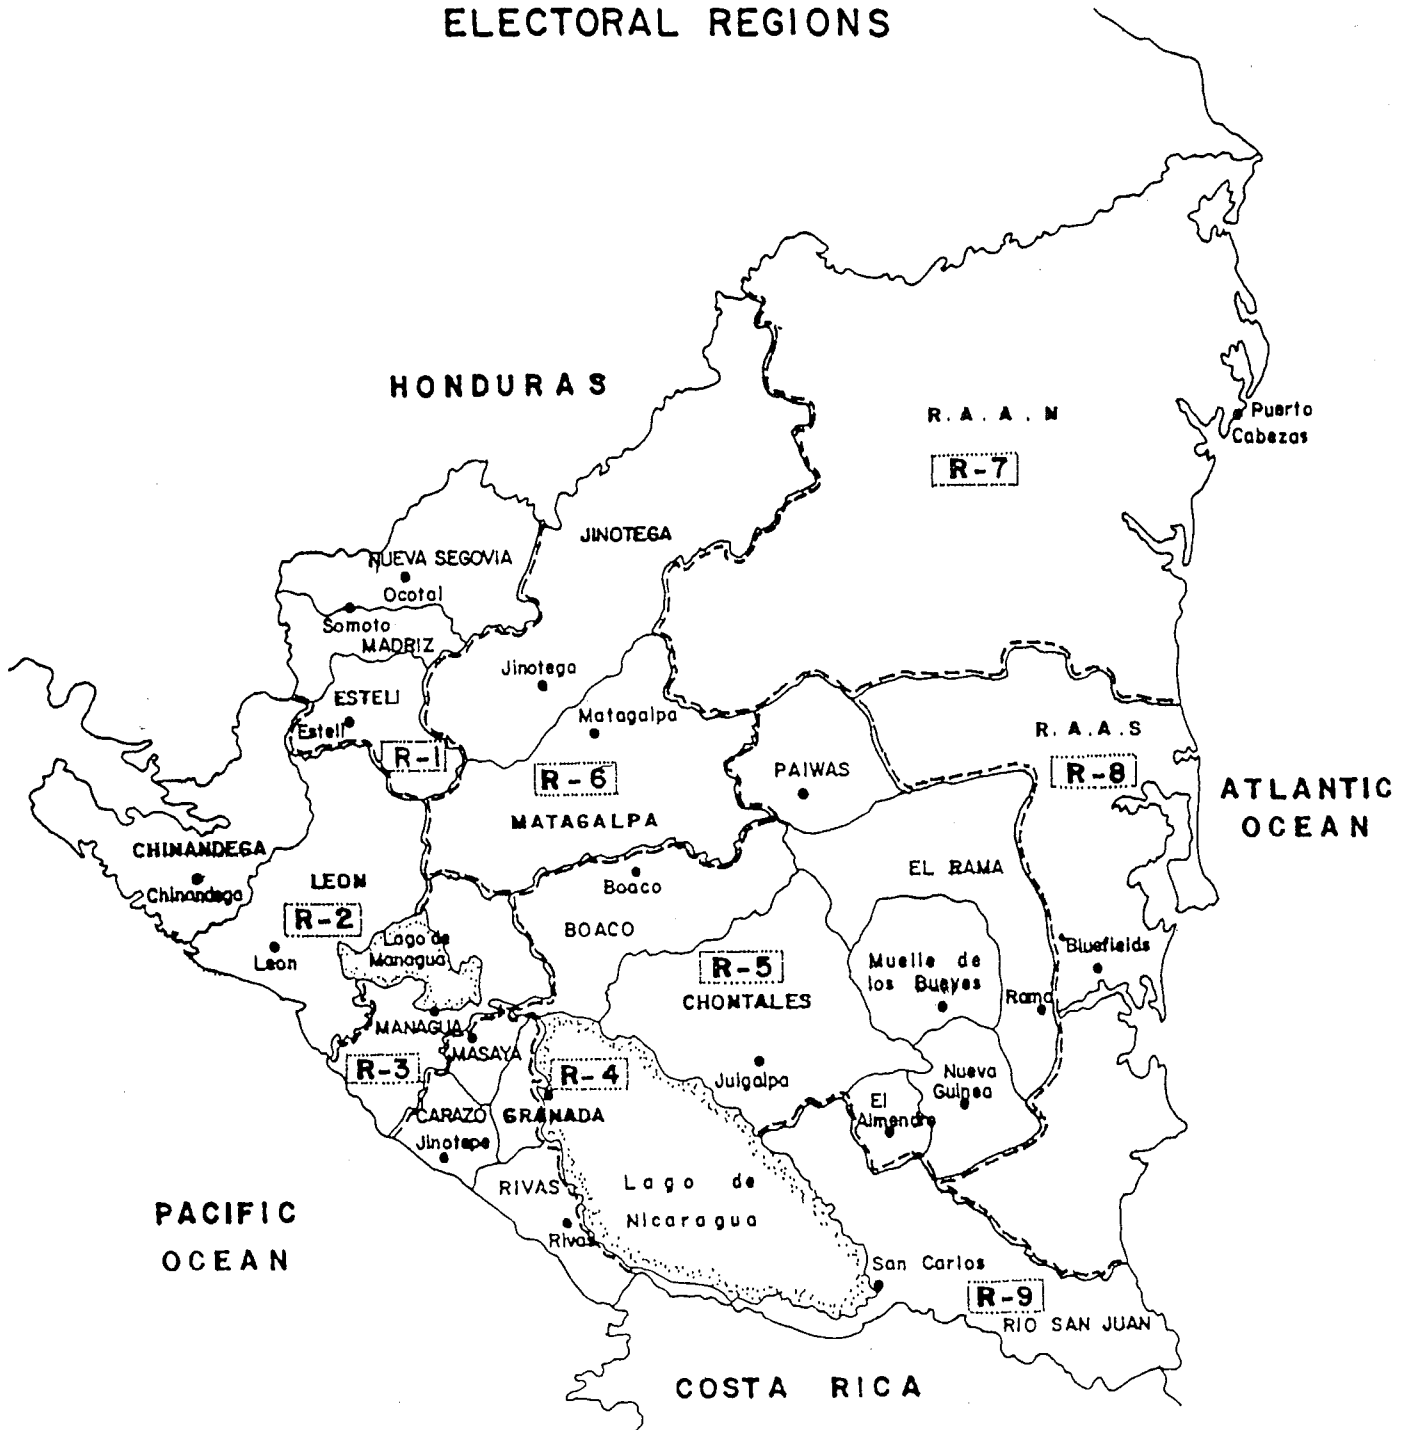 ELECTORAL REGIONS
HONDURAS
R.A.A.N
Puerto
Cabezas
R-7
JINOTEGA
NUEVA SEGOVIA
Ocotal
Somoto
MADRIZ
Jinotega
ESTELI
Esteli
Matagalpa
R.A.A.S
R-1
R-6
PAIWAS
R-8
ATLANTIC
OCEAN
MATAGALPA
CHINANDEGA
Chinandega
LEON
Boaco
EL RAMA
R-2
BOACO
Lago de
Managua
Leon
Bluefields
R-5
CHONTALES
Muelle de
los Bueyes
Rama
MANAGUA
MASAYA
R-3
R-4
Juigalpa
Nueva
Guinea
El
Almendro
CARAZO
GRANADA
Jinotepe
RIVAS
Lago de
Nicaragua
Rivas
PACIFIC
OCEAN
San Carlos
R-9
RIO SAN JUAN
COSTA RICA